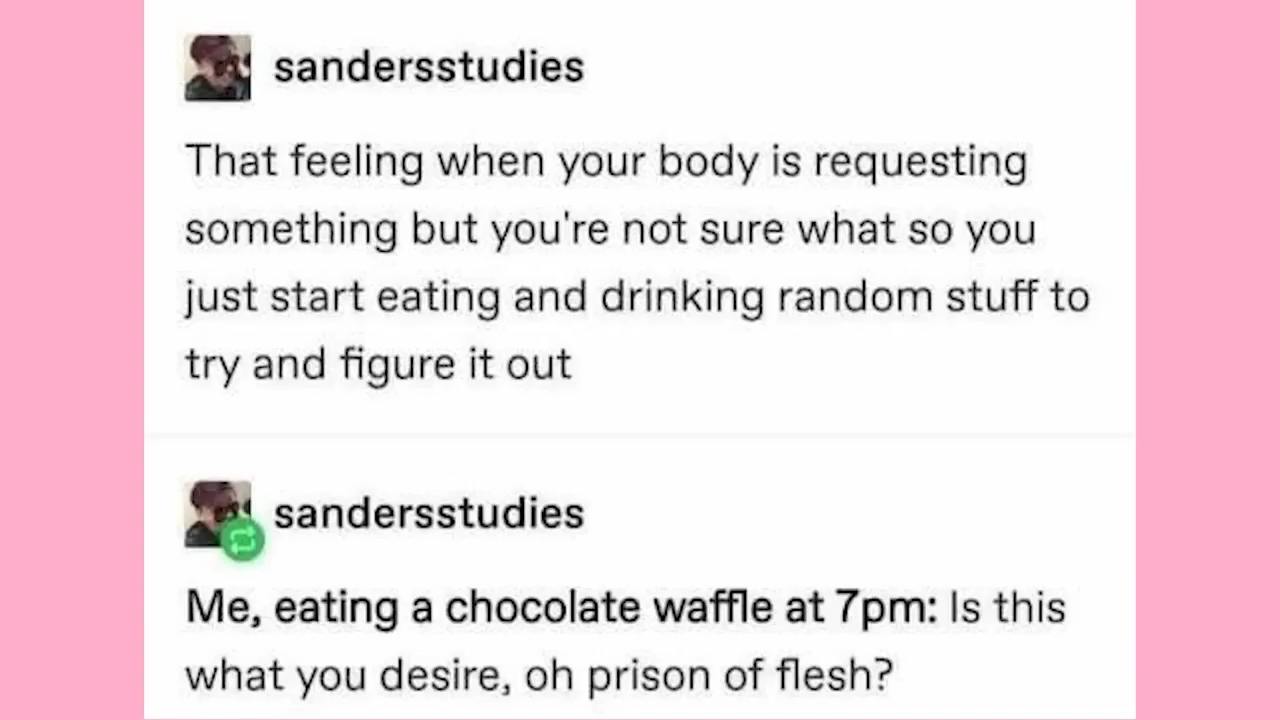 sandersstudies
That feeling when your body is requesting
something but you're not sure what so you
just start eating and drinking random stuff to
try and figure it out
sandersstudies
Me, eating a chocolate waffle at 7pm: Is this
what you desire, oh prison of flesh?